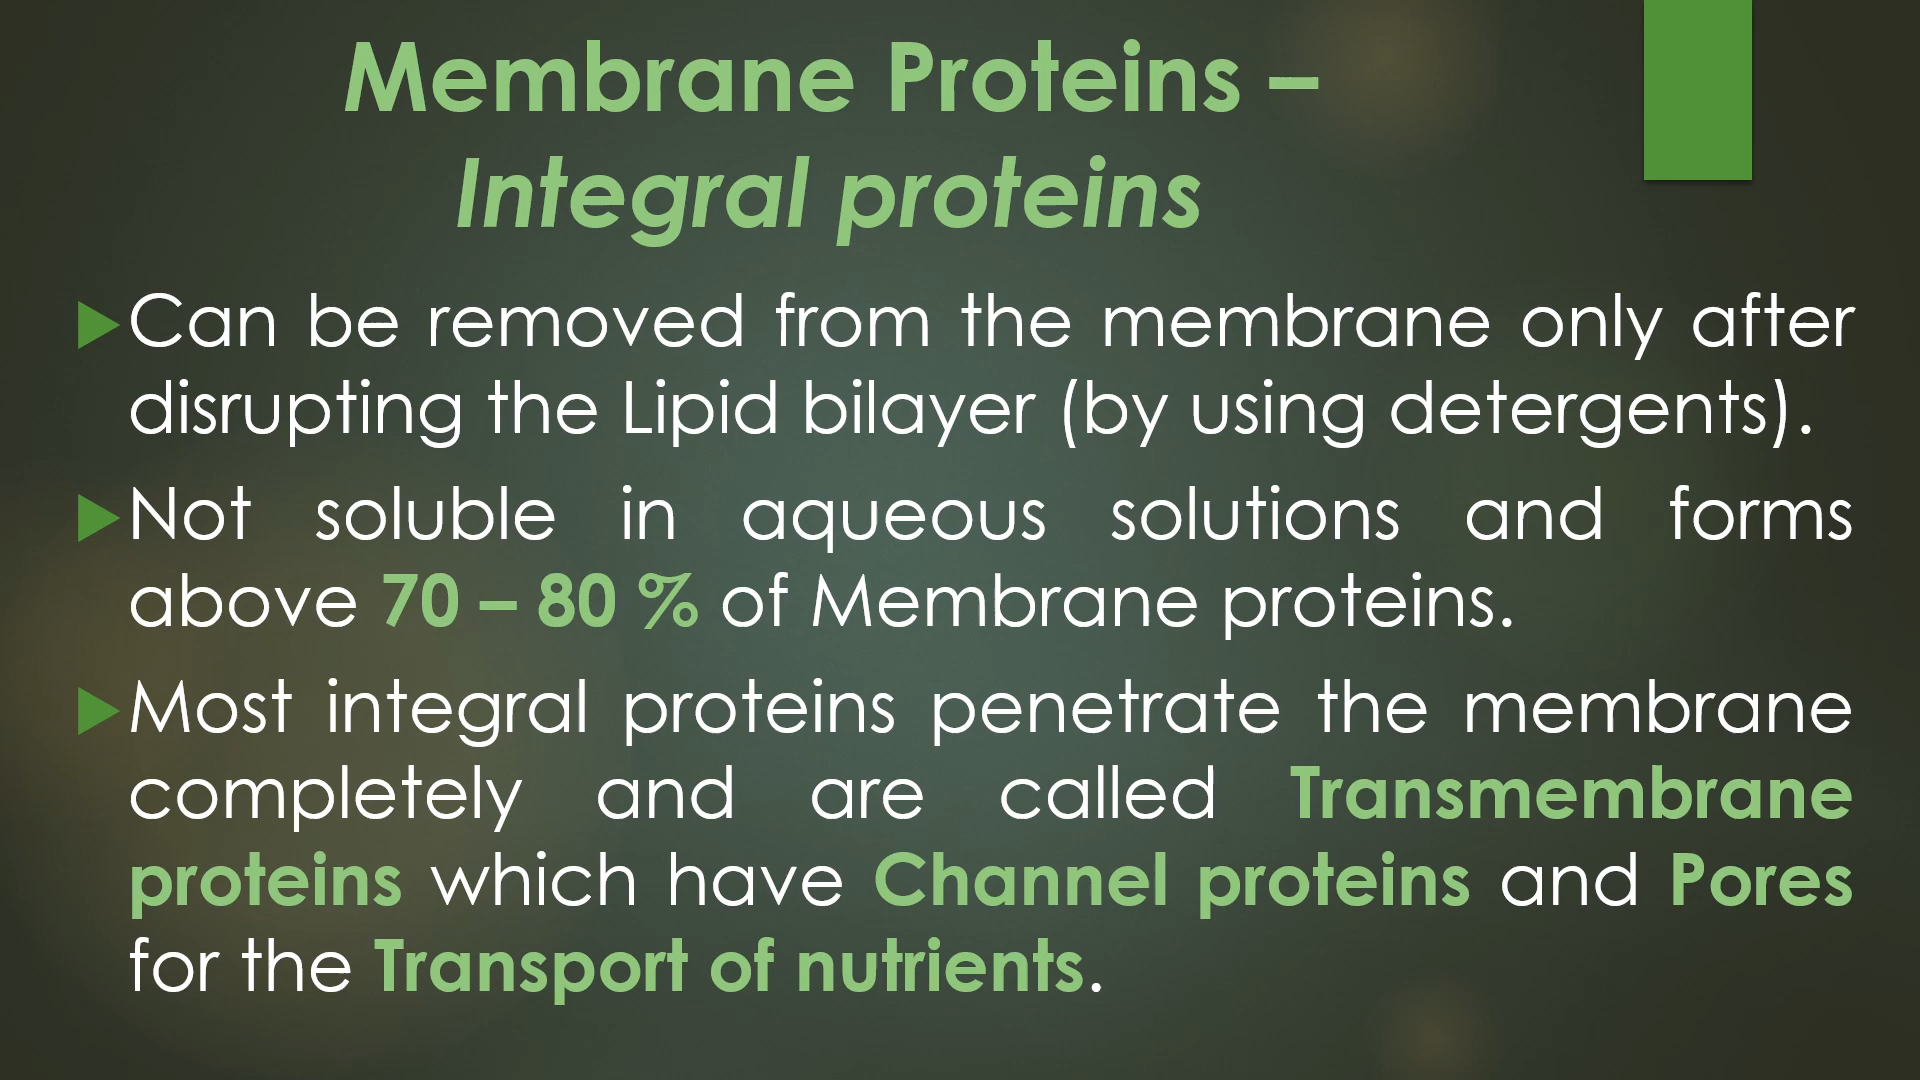 Membrane Proteins –
Integral proteins
Can be removed from the membrane only after
disrupting the Lipid bilayer (by using detergents).
Not soluble in aqueous solutions and forms
above 70 – 80 % of Membrane proteins.
Most integral proteins penetrate the membrane
completely and are called Transmembrane
proteins which have Channel proteins and Pores
for the Transport of nutrients.